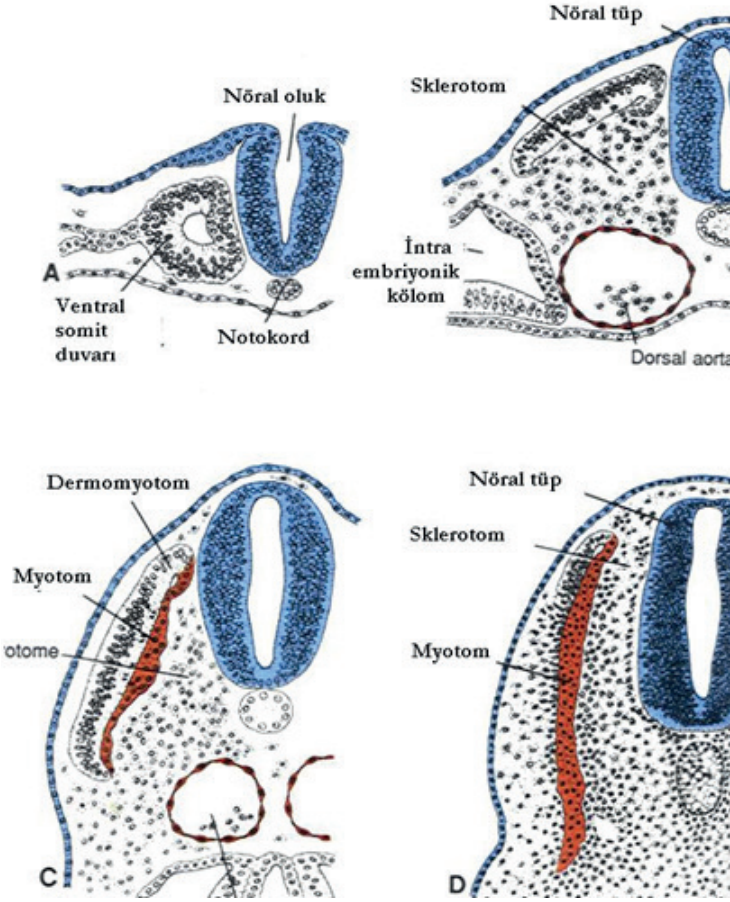 Nöral tüp
Nöral oluk
Sklerotom
A
İntra
embriyonik
kölom
Ventral
somit
duvarı
Notokord
Dorsal aorta
Dermomyotom
Myotom
otome
C
Nöral tüp
Sklerotom
Myotom
D